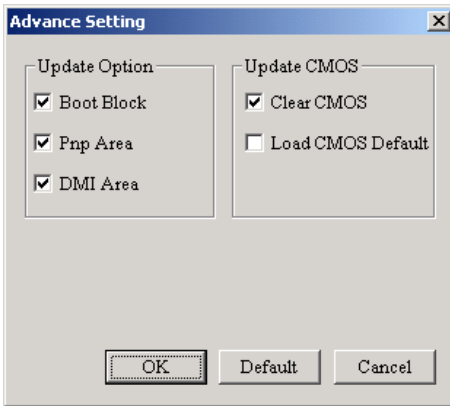 Advance Setting
Update Option
Boot Block
Pnp Area
DMI Area
Update CMOS
Clear CMOS
Load CMOS Default
OK
Default
Cancel